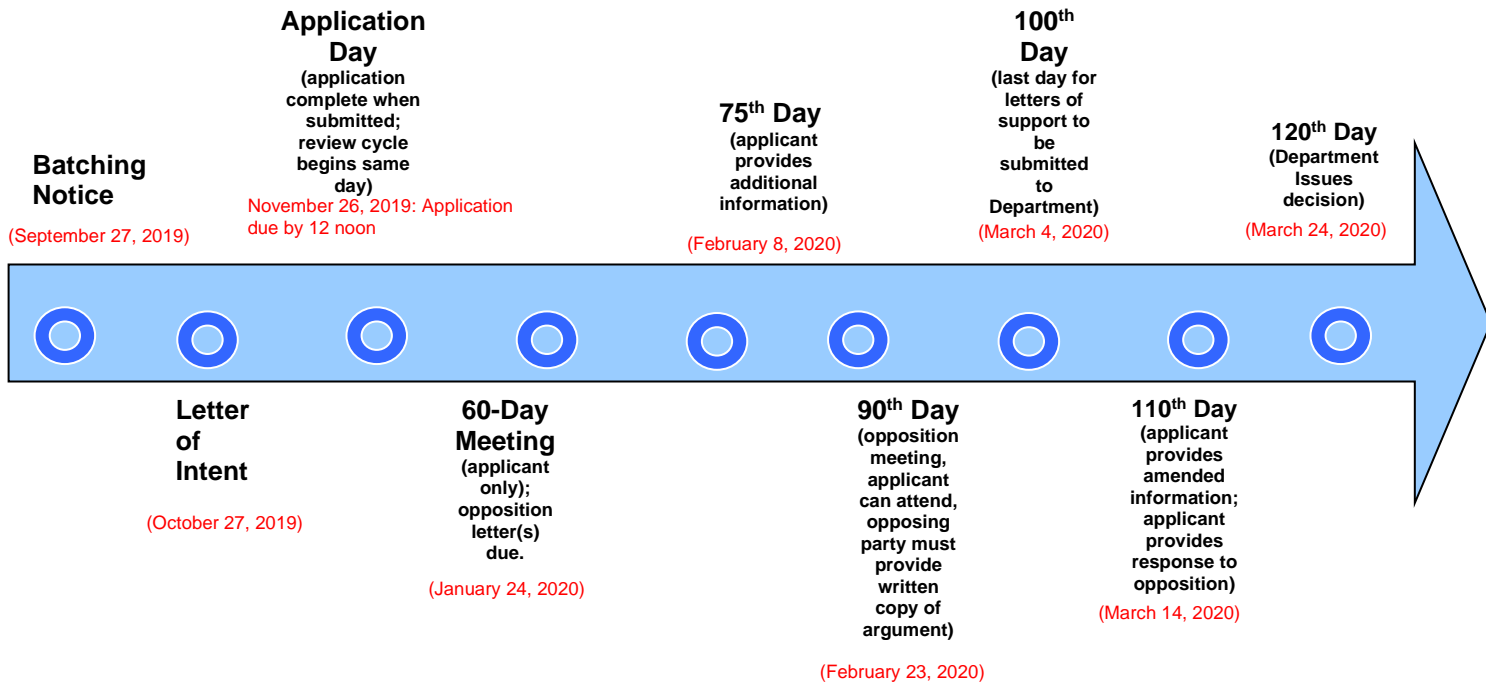 Batching
Notice
(September 27, 2019)
Letter
of
Intent
(October 27, 2019)
Application
Day
(application
complete when
submitted;
review cycle
begins same
day)
November 26, 2019: Application
due by 12 noon
60-Day
Meeting
(applicant
only);
opposition
letter(s)
due.
(January 24, 2020)
75th Day
(applicant
provides
additional
information)
(February 8, 2020)
90th Day
(opposition
meeting,
applicant
can attend,
opposing
party must
provide
written
copy of
argument)
(February 23, 2020)
100th
Day
(last day for
letters of
support to
be
submitted
to
Department)
(March 4, 2020)
110th Day
(applicant
provides
amended
information;
applicant
provides
response to
opposition)
(March 14, 2020)
120th Day
(Department
Issues
decision)
(March 24, 2020)